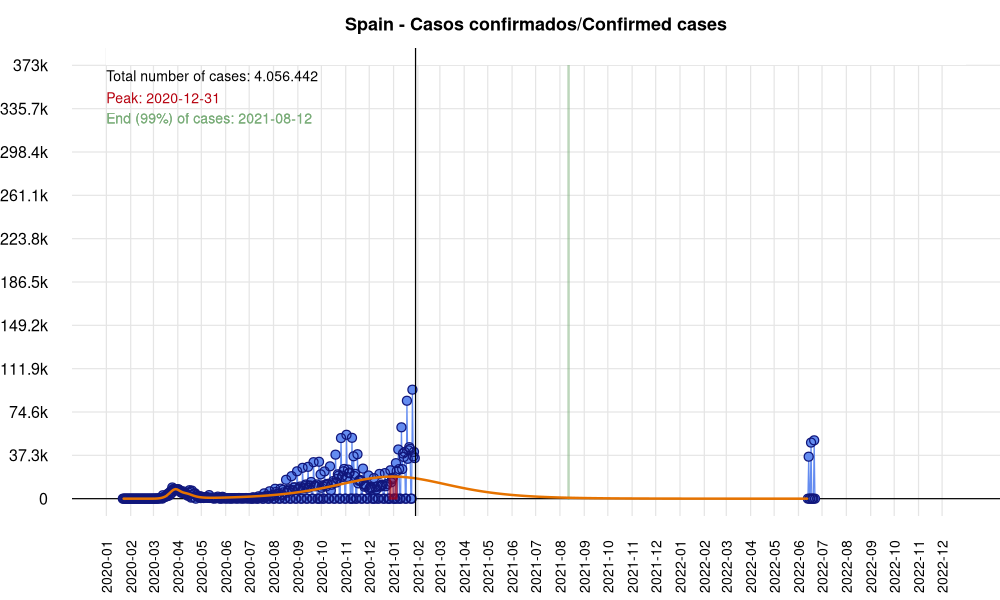 Spain - Casos confirmados/Confirmed cases
373k
335.7k
298.4k
261.1k
223.8k
186.5k
149.2k
111.9k
74.6k
37.3k
0
Total number of cases: 4.056.442
Peak: 2020-12-31
End (99%) of cases: 2021-08-12
2020-01
2020-02
2020-03
2020-04
2020-05
2020-06
2020-07
2020-08
2020-09
2020-10
2020-11
2020-12
2021-01
2021-02
2021-03
2021-04
2021-05
2021-06
2021-07
2021-08
2021-09
2021-10
2021-11
2021-12
2022-01
2022-02
2022-03
2022-04
2022-05
2022-06
2022-07
2022-08
2022-09
2022-10
2022-11
2022-12